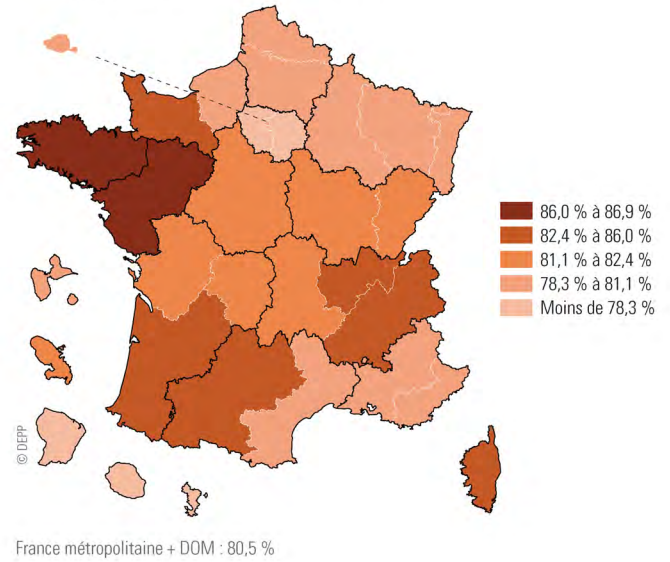 86,0 % à 86,9 %
82,4 % à 86,0 %
81,1 % à 82,4 %
78,3 % à 81,1 %
Moins de 78,3 %
© DEPP
France métropolitaine + DOM : 80,5 %